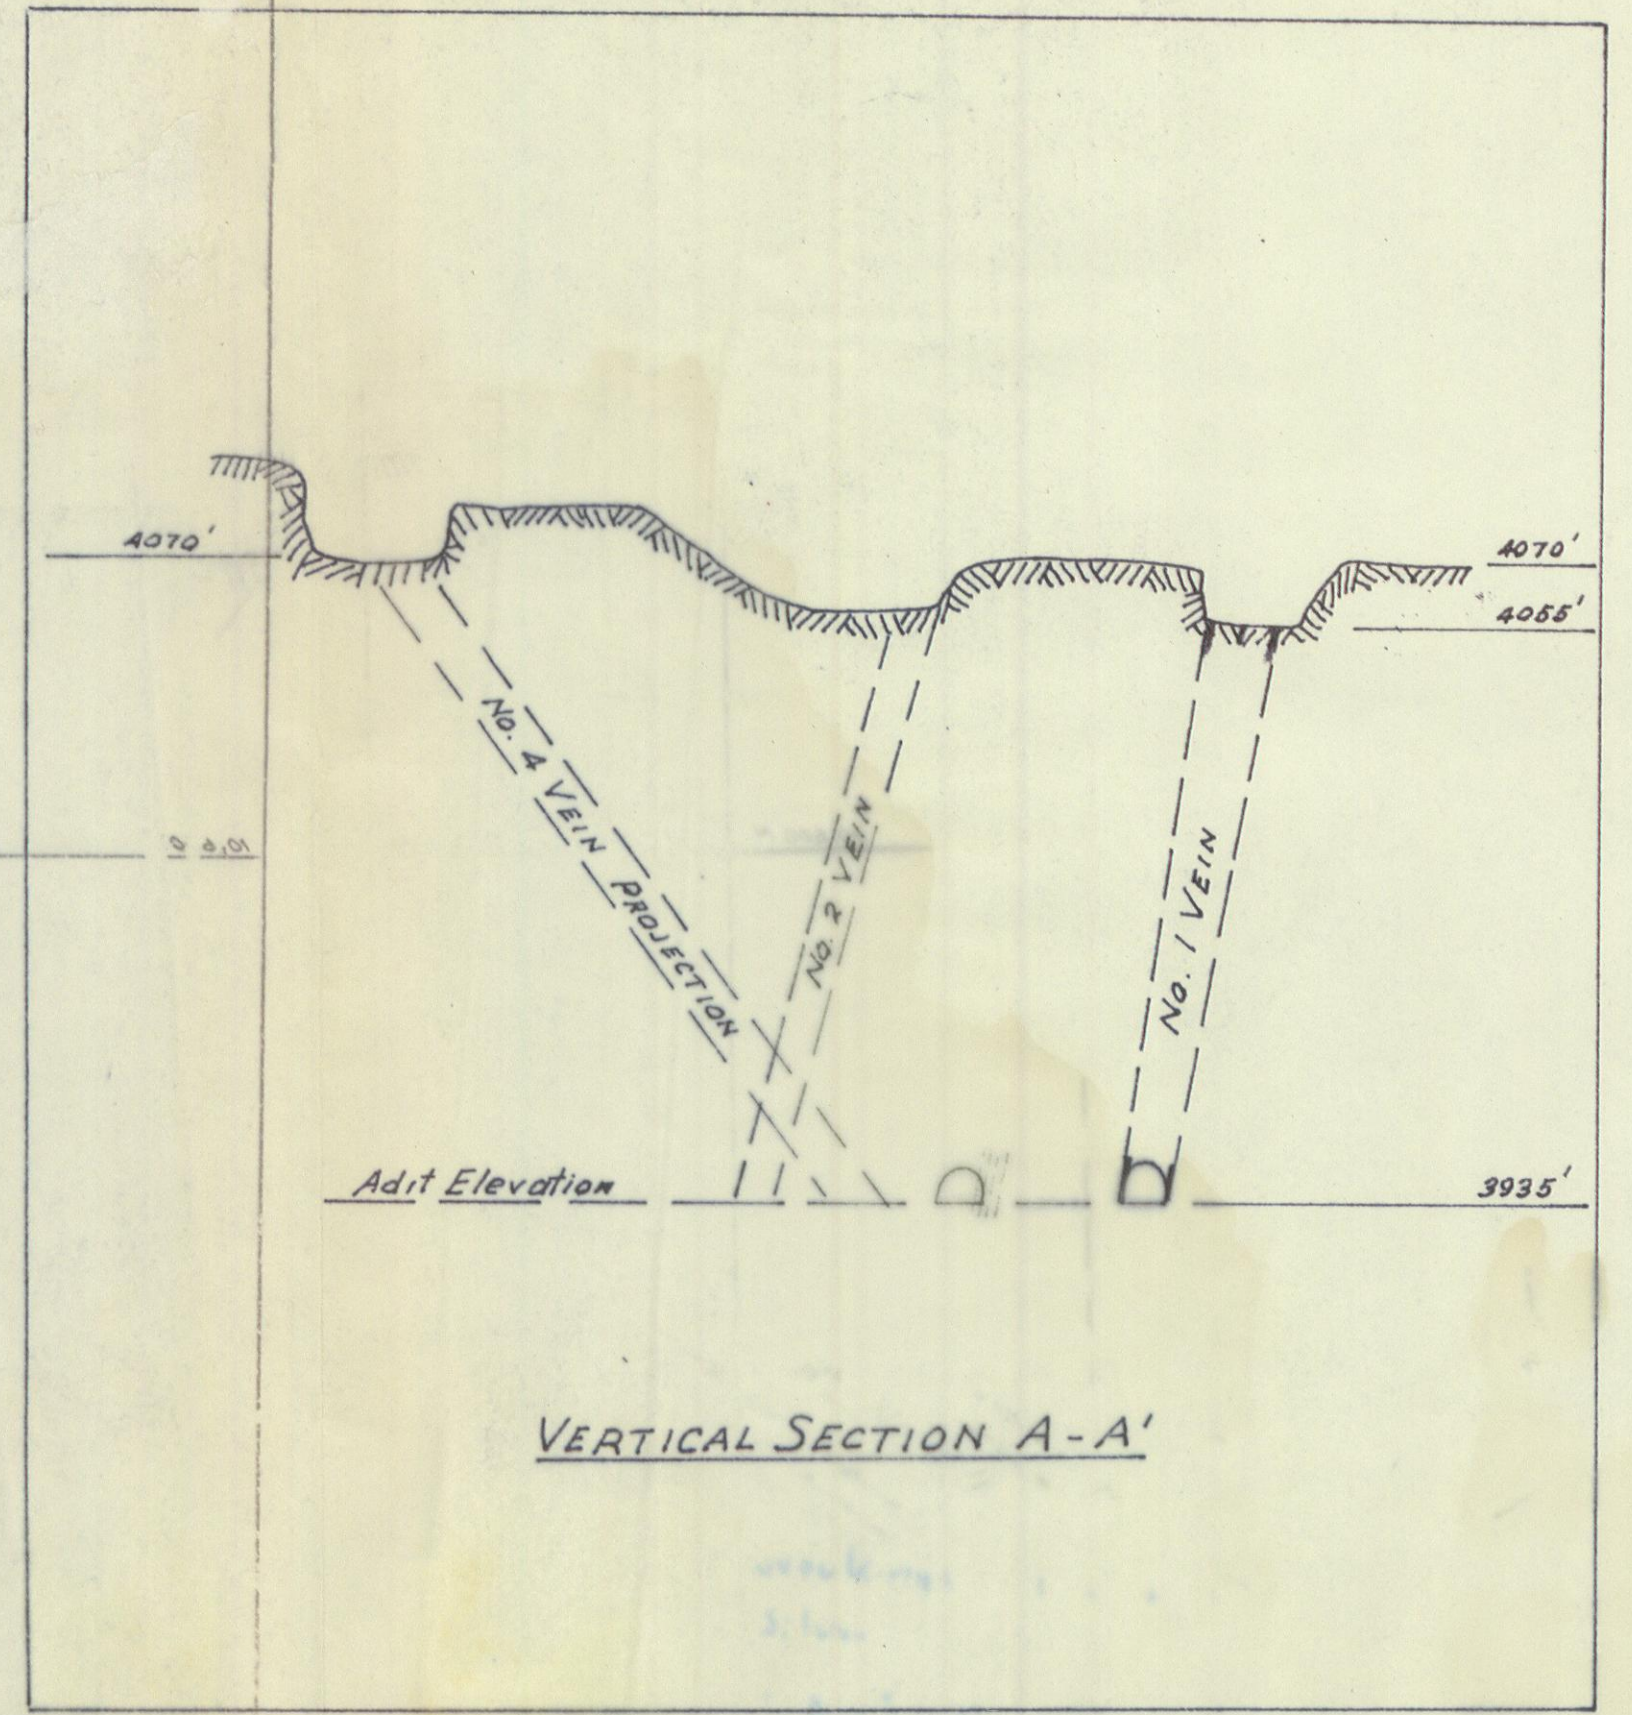 4070'
4070'
4055'
No. 4 VEIN PROJECTION
No. 2 VEIN
No. 1 VEIN
Adit Elevation
3935'
VERTICAL SECTION A-A'